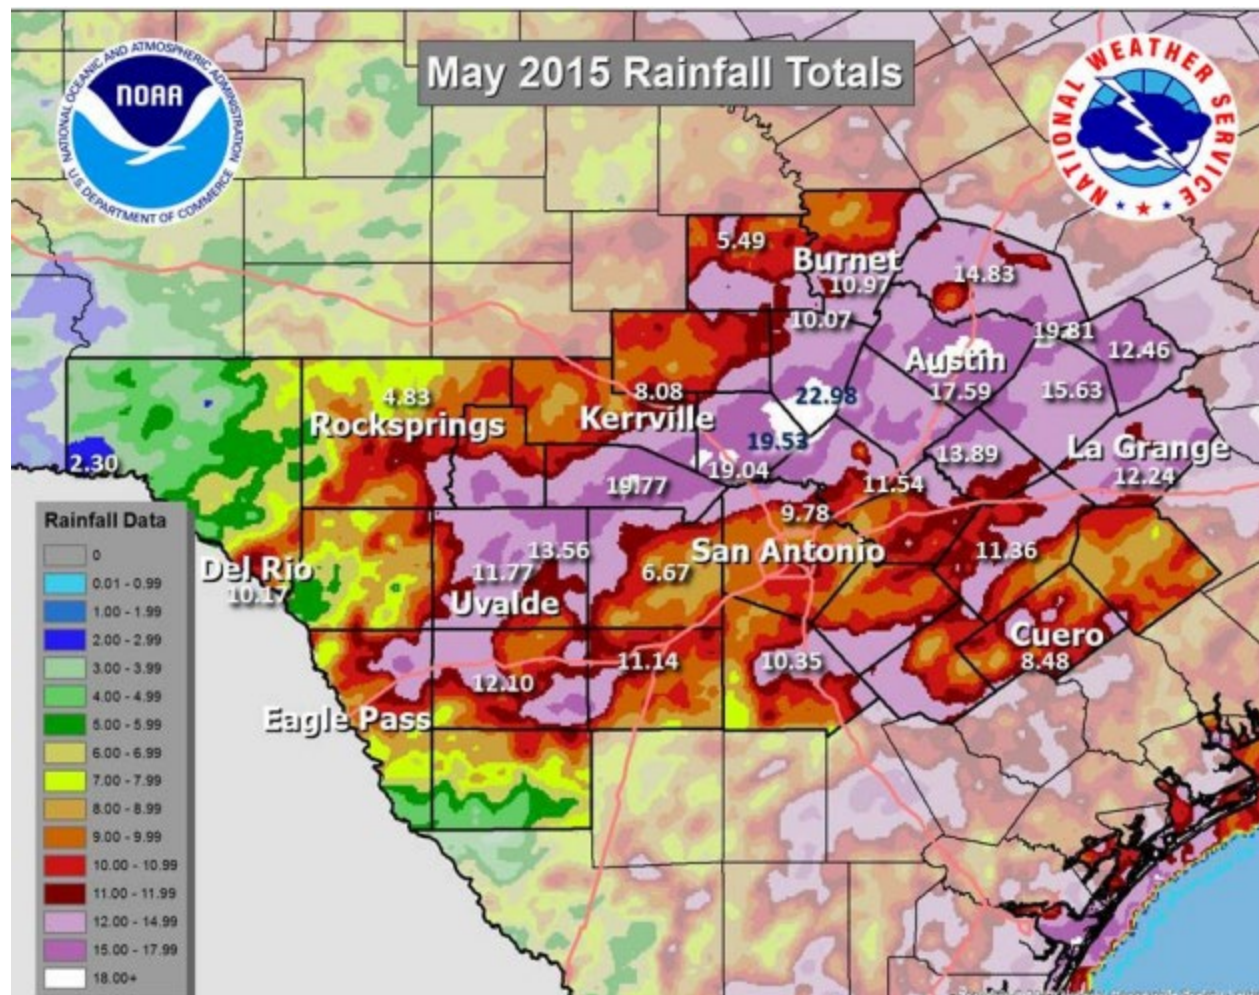 May 2015 Rainfall Totals
NATIONAL OCEANIC AND ATMOSPHERIC ADMINISTRATION
NOAA
U.S. DEPARTMENT OF COMMERCE
NATIONAL WEATHER SERVICE
5.49
Burnet
10.97
14.83
10.07
19.81
12.46
Austin
17.59
15.63
4.83
Rocksprings
8.08
Kerrville
22.98
19.53
2.30
19.04
13.89
La Grange
12.24
19.77
11.54
9.78
San Antonio
11.36
Del Rio
10.17
13.56
11.77
Uvalde
6.67
Cuero
8.48
11.14
10.35
12.10
Eagle Pass
Rainfall Data
0
0.01 - 0.99
1.00 - 1.99
2.00 - 2.99
3.00 - 3.99
4.00 - 4.99
5.00 - 5.99
6.00 - 6.99
7.00 - 7.99
8.00 - 8.99
9.00 - 9.99
10.00 - 10.99
11.00 - 11.99
12.00 - 14.99
15.00 - 17.99
18.00+